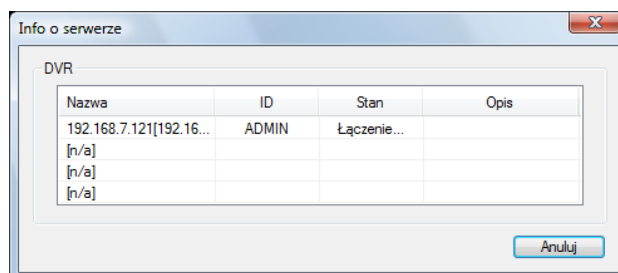 Info o serwerze
DVR
Nazwa ID Stan Opis
192.168.7.121[192.16... ADMIN Łączenie...
[n/a]
[n/a]
[n/a]
Anuluj